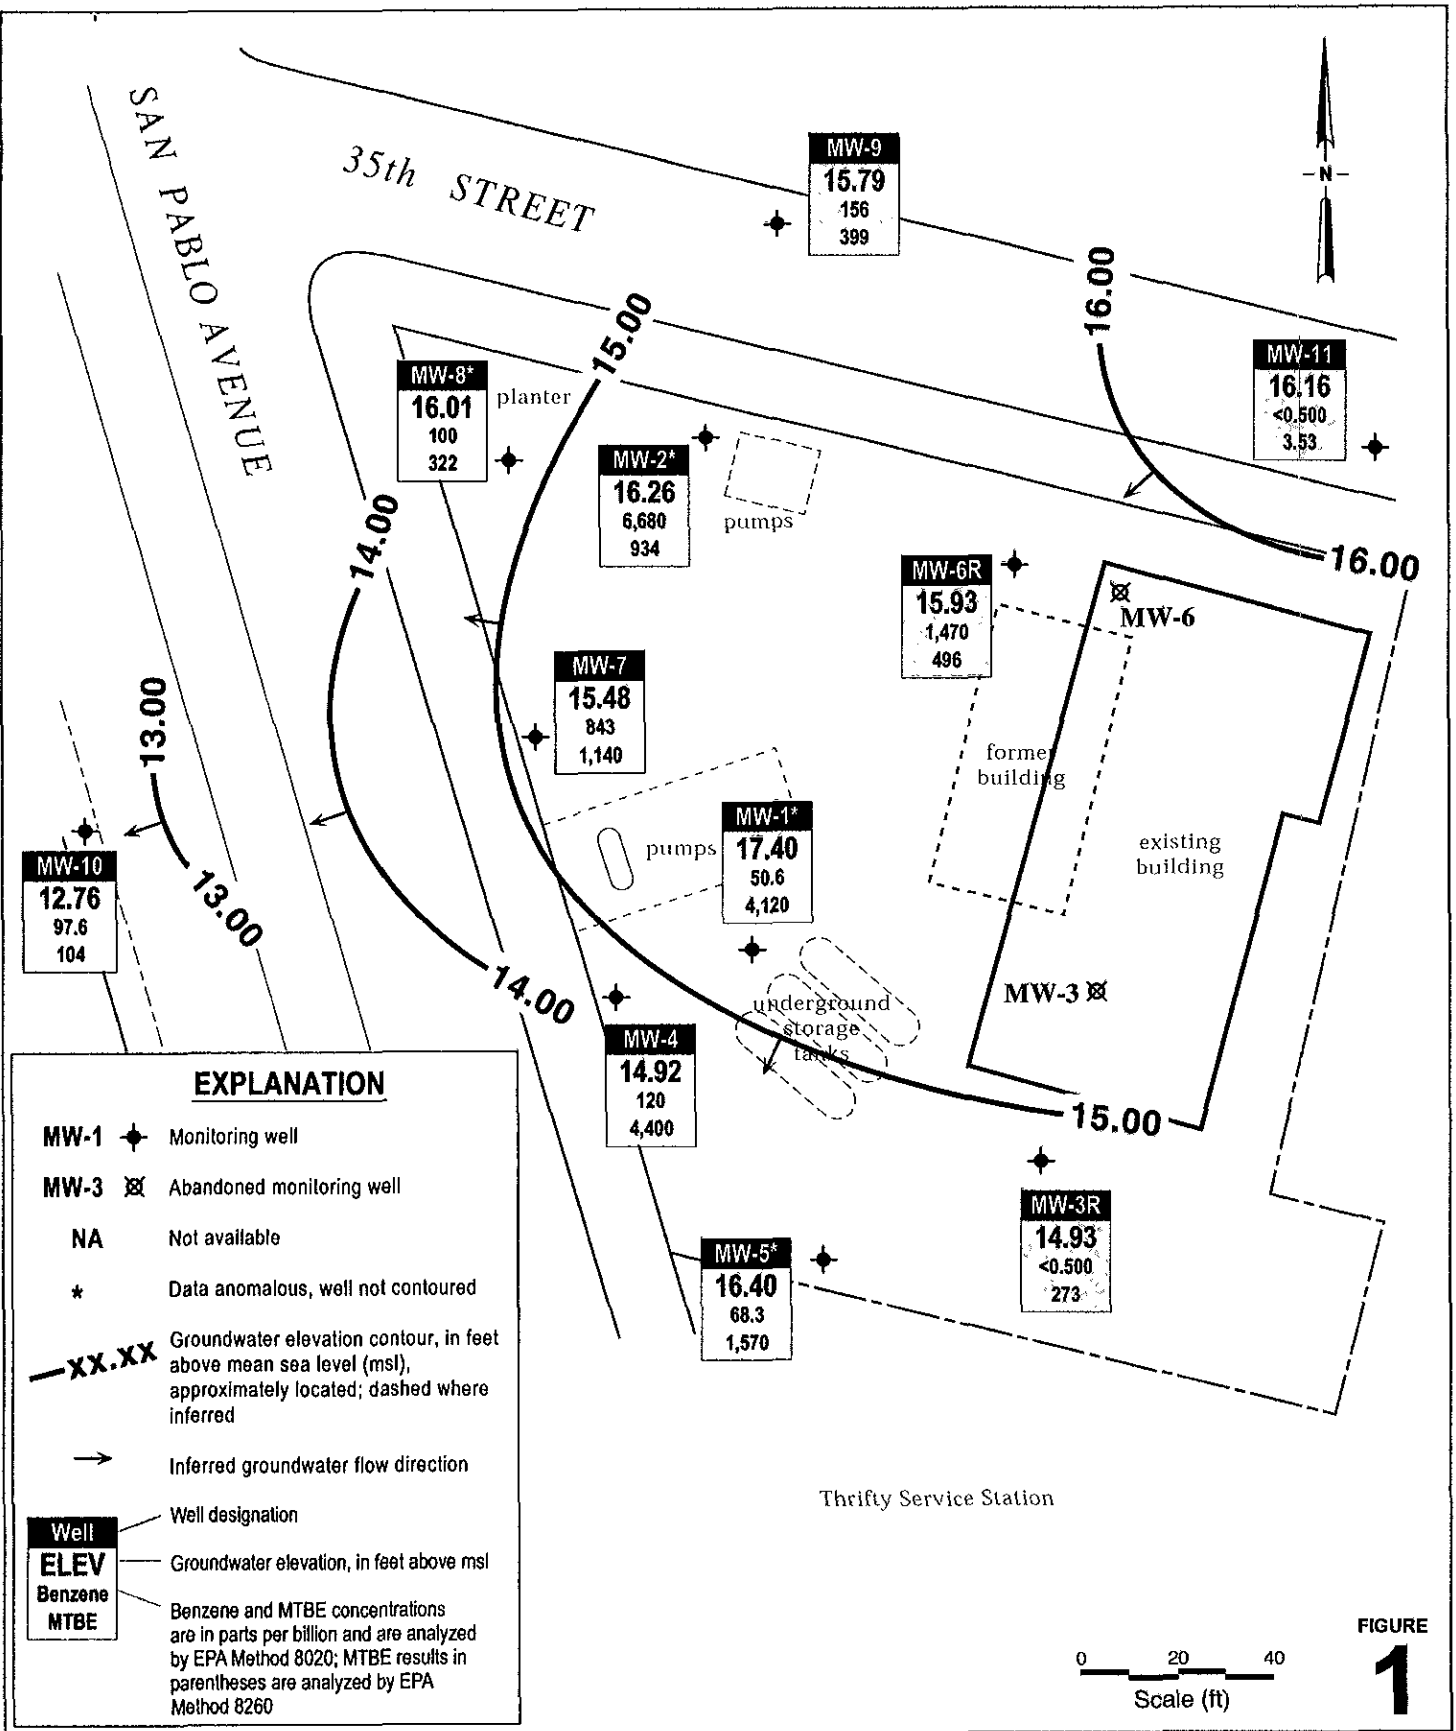 SAN PABLO AVENUE
35th STREET
N
MW-9
15.79
156
399
16.00
16.00
15.00
MW-11
16.16
<0.500
3.53
MW-8*
16.01
100
322
planter
MW-2*
16.26
6,680
934
pumps
14.00
MW-6R
15.93
1,470
496
MW-6
MW-7
15.48
843
1,140
13.00
former
building
existing
building
MW-1*
17.40
50.6
4,120
pumps
MW-10
12.76
97.6
104
13.00
14.00
MW-3
underground
storage
tanks
MW-4
14.92
120
4,400
15.00
MW-3R
14.93
<0.500
273
MW-5*
16.40
68.3
1,570
EXPLANATION
MW-1 Monitoring well
MW-3 Abandoned monitoring well
NA Not available
* Data anomalous, well not contoured
XX.XX Groundwater elevation contour, in feet
above mean sea level (msl),
approximately located; dashed where
inferred
Inferred groundwater flow direction
Well Well designation
ELEV Groundwater elevation, in feet above msl
Benzene
MTBE
Benzene and MTBE concentrations
are in parts per billion and are analyzed
by EPA Method 8020; MTBE results in
parentheses are analyzed by EPA
Method 8260
Thrifty Service Station
0 20 40
Scale (ft)
FIGURE
1